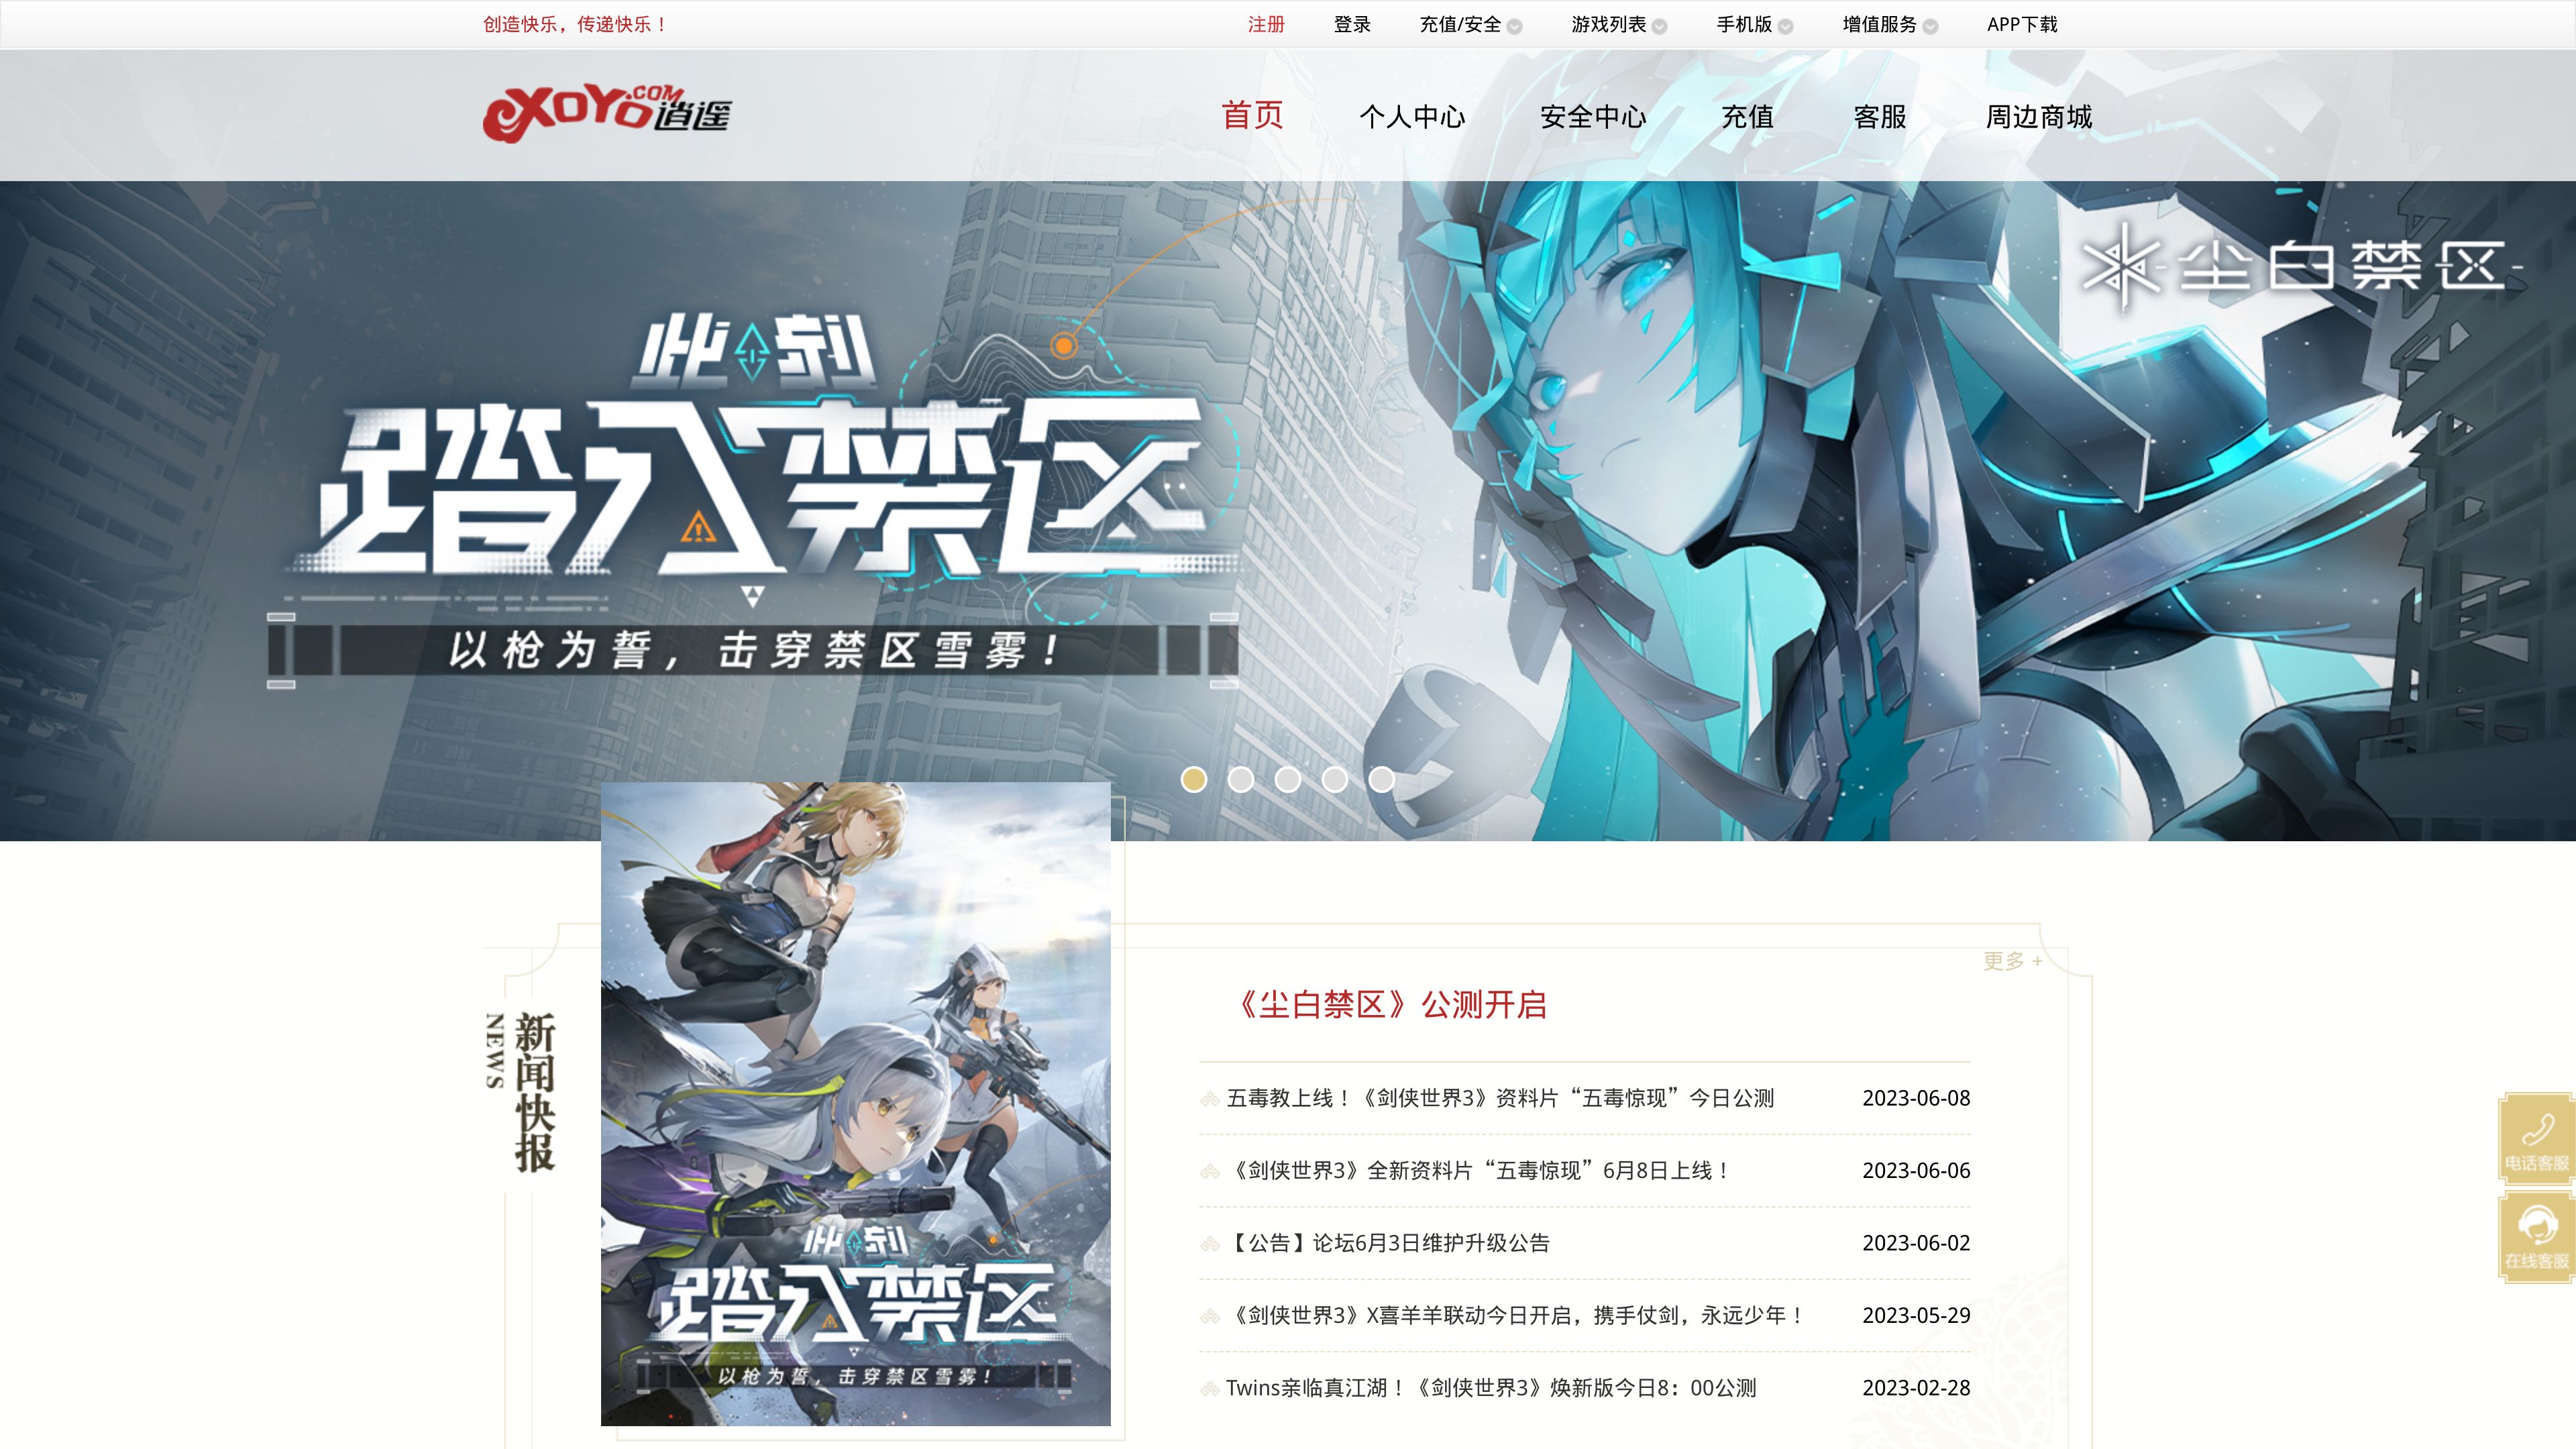 创造快乐，传递快乐！
注册 登录 充值/安全 游戏列表 手机版 增值服务 APP下载
XOYO.COM逍遥
首页 个人中心 安全中心 充值 客服 周边商城
尘白禁区
此刻
踏入禁区
以枪为誓，击穿禁区雪雾！
更多 +
新闻快报
NEWS
《尘白禁区》公测开启
五毒教上线！《剑侠世界3》资料片“五毒惊现”今日公测 2023-06-08
《剑侠世界3》全新资料片“五毒惊现”6月8日上线！ 2023-06-06
【公告】论坛6月3日维护升级公告 2023-06-02
《剑侠世界3》X喜羊羊联动今日开启，携手仗剑，永远少年！ 2023-05-29
Twins亲临真江湖！《剑侠世界3》焕新版今日8：00公测 2023-02-28
此刻
踏入禁区
以枪为誓，击穿禁区雪雾！
电话客服
在线客服